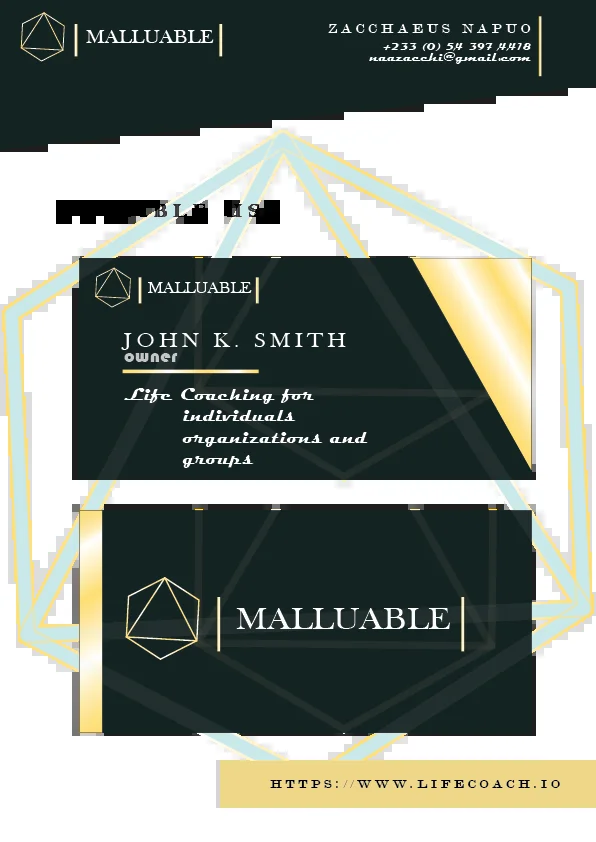 MALLUABLE
ZACCHAEUS NAPUO
+233 (0) 54 397 4418
naazacchi@gmail.com
MALLUABLE
JOHN K. SMITH
owner
Life Coaching for
individuals
organizations and
groups
MALLUABLE
HTTPS://WWW.LIFECOACH.IO